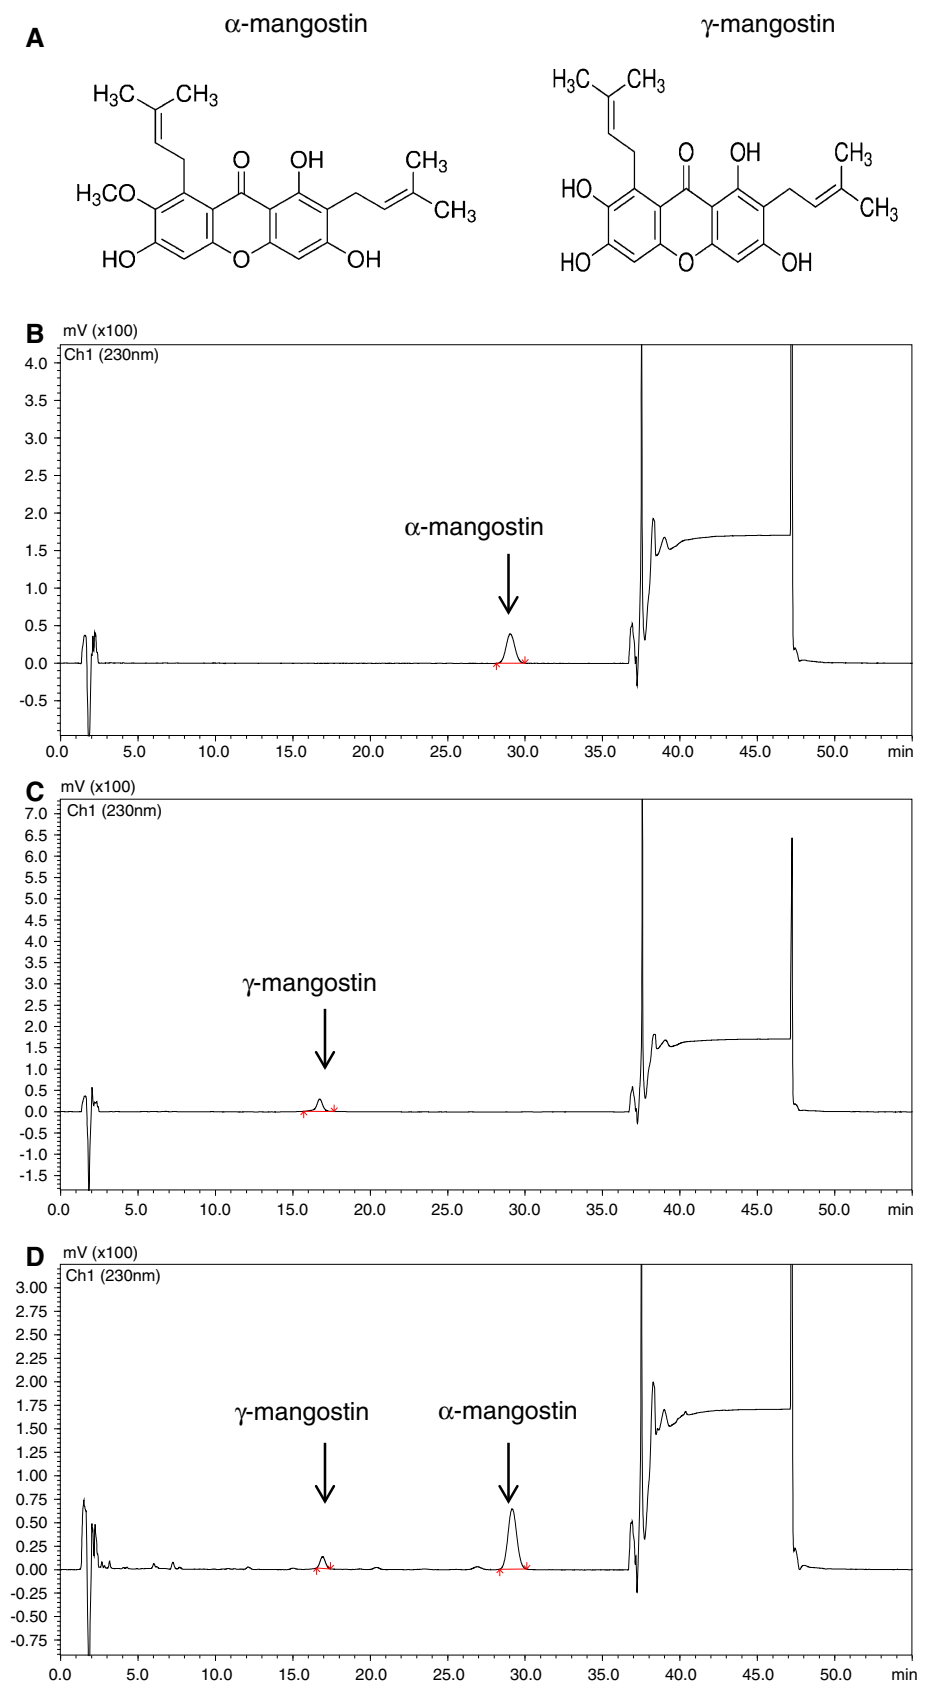 A
α-mangostin
γ-mangostin
H₃C CH₃
H₃C CH₃
O OH CH₃
O OH CH₃
H₃CO
HO
CH₃
CH₃
HO O OH
HO O OH
B mV (x100)
Ch1 (230nm)
4.0
3.5
3.0
2.5
2.0
α-mangostin
1.5
1.0
0.5
0.0
-0.5
0.0 5.0 10.0 15.0 20.0 25.0 30.0 35.0 40.0 45.0 50.0 min
C mV (x100)
Ch1 (230nm)
7.0
6.5
6.0
5.5
5.0
4.5
4.0
3.5
3.0
γ-mangostin
2.5
2.0
1.5
1.0
0.5
0.0
-0.5
-1.0
-1.5
0.0 5.0 10.0 15.0 20.0 25.0 30.0 35.0 40.0 45.0 50.0 min
D mV (x100)
Ch1 (230nm)
3.00
2.75
2.50
2.25
2.00
1.75
γ-mangostin α-mangostin
1.50
1.25
1.00
0.75
0.50
0.25
0.00
-0.25
-0.50
-0.75
0.0 5.0 10.0 15.0 20.0 25.0 30.0 35.0 40.0 45.0 50.0 min